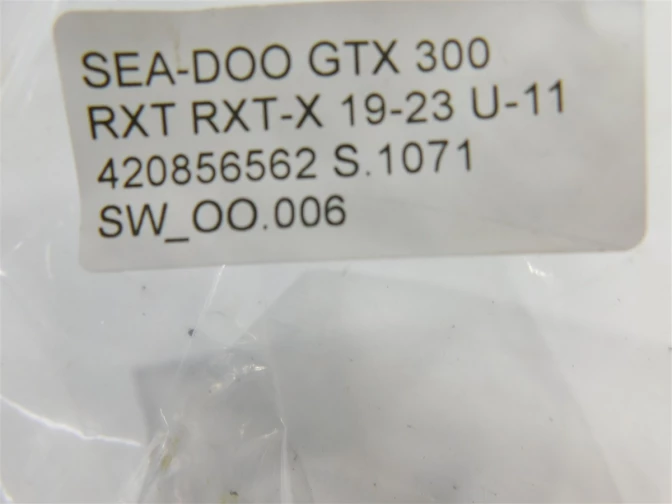 SEA-DOO GTX 300
RXT RXT-X 19-23 U-11
420856562 S.1071
SW_OO.006